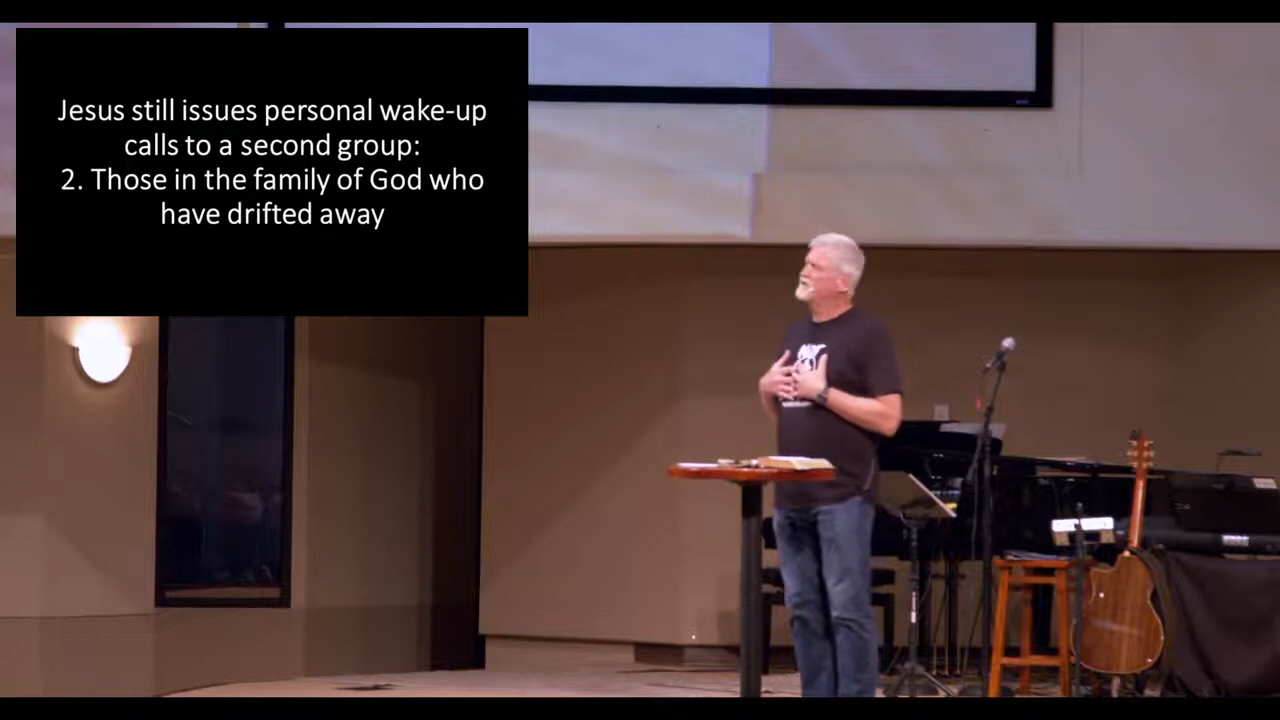 Jesus still issues personal wake-up
calls to a second group:
2. Those in the family of God who
have drifted away